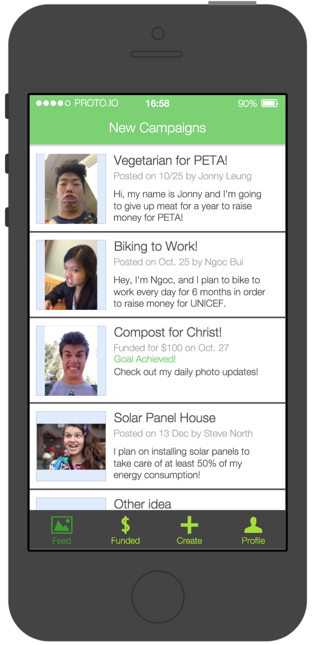 PROTO.IO 16:58 90%
New Campaigns
Vegetarian for PETA!
Posted on 10/25 by Jonny Leung
Hi, my name is Jonny and I'm going
to give up meat for a year to raise
money for PETA!
Biking to Work!
Posted on Oct. 25 by Ngoc Bui
Hey, I'm Ngoc, and I plan to bike to
work every day for 6 months in order
to raise money for UNICEF.
Compost for Christ!
Funded for $100 on Oct. 27
Goal Achieved!
Check out my daily photo updates!
Solar Panel House
Posted on 13 Dec by Steve North
I plan on installing solar panels to
take care of at least 50% of my
energy consumption!
Other idea
Feed Funded Create Profile